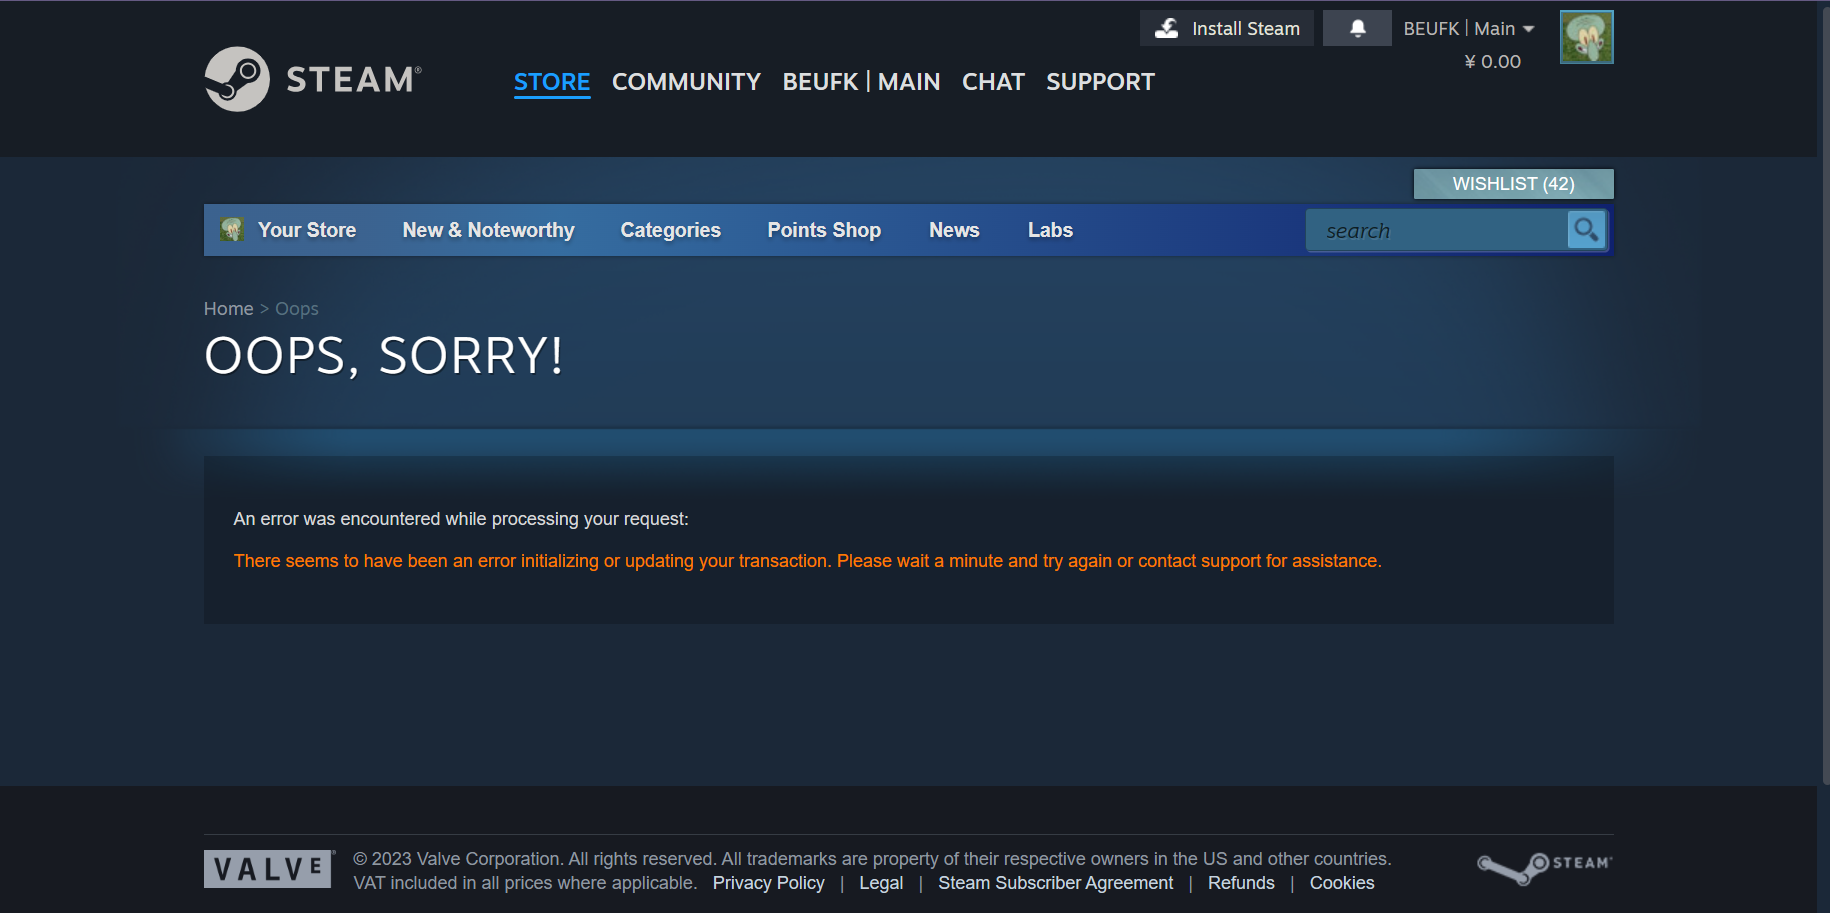 Install Steam
BEUFK | Main
¥ 0.00
STEAM®
STORE COMMUNITY BEUFK | MAIN CHAT SUPPORT
WISHLIST (42)
Your Store New & Noteworthy Categories Points Shop News Labs
search
Home > Oops
OOPS, SORRY!
An error was encountered while processing your request:
There seems to have been an error initializing or updating your transaction. Please wait a minute and try again or contact support for assistance.
VALVE®
© 2023 Valve Corporation. All rights reserved. All trademarks are property of their respective owners in the US and other countries.
VAT included in all prices where applicable. Privacy Policy | Legal | Steam Subscriber Agreement | Refunds | Cookies
STEAM®